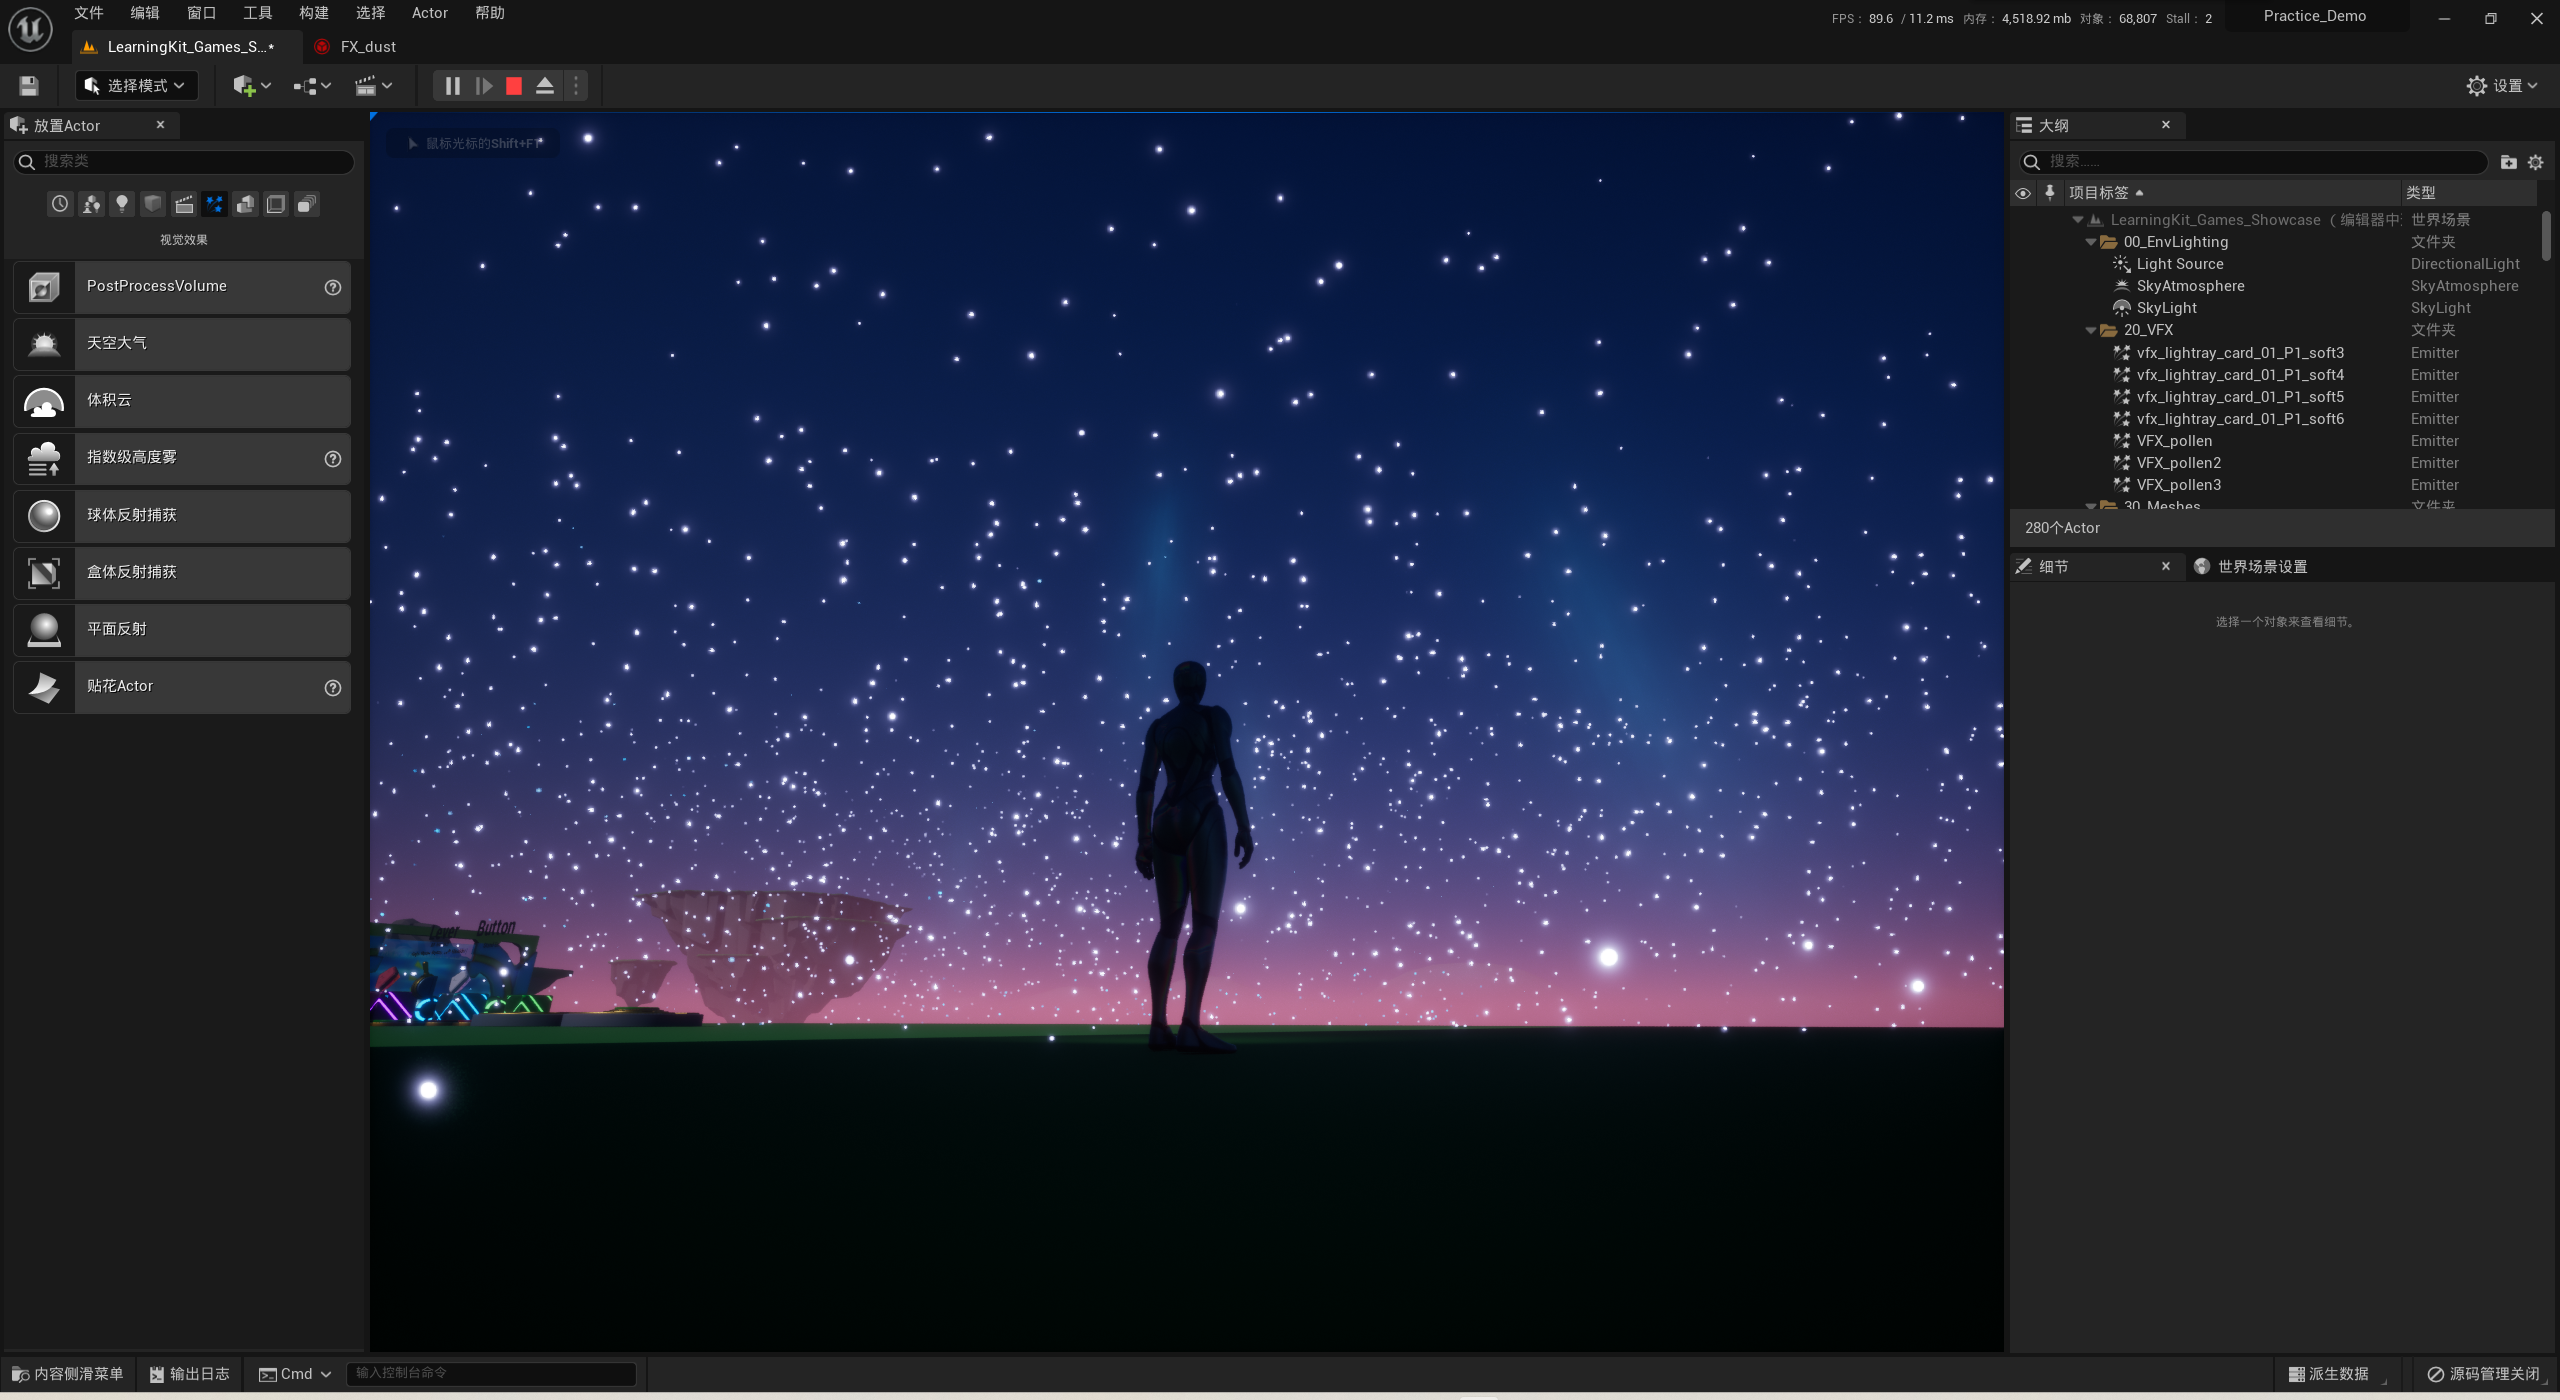 文件 编辑 窗口 工具 构建 选择 Actor 帮助
FPS： 89.6 / 11.2 ms 内存： 4,518.92 mb 对象： 68,807 Stall： 2
Practice_Demo
LearningKit_Games_S...•
FX_dust
选择模式
设置
放置Actor
搜索类
视觉效果
PostProcessVolume
天空大气
体积云
指数级高度雾
球体反射捕获
盒体反射捕获
平面反射
贴花Actor
鼠标光标的Shift+F1
Lever Button
大纲
搜索……
项目标签 类型
LearningKit_Games_Showcase （ 编辑器中 世界场景
00_EnvLighting 文件夹
Light Source DirectionalLight
SkyAtmosphere SkyAtmosphere
SkyLight SkyLight
20_VFX 文件夹
vfx_lightray_card_01_P1_soft3 Emitter
vfx_lightray_card_01_P1_soft4 Emitter
vfx_lightray_card_01_P1_soft5 Emitter
vfx_lightray_card_01_P1_soft6 Emitter
VFX_pollen Emitter
VFX_pollen2 Emitter
VFX_pollen3 Emitter
30_Meshes 文件夹
280个Actor
细节
世界场景设置
选择一个对象来查看细节。
内容侧滑菜单
输出日志
Cmd
输入控制台命令
派生数据
源码管理关闭